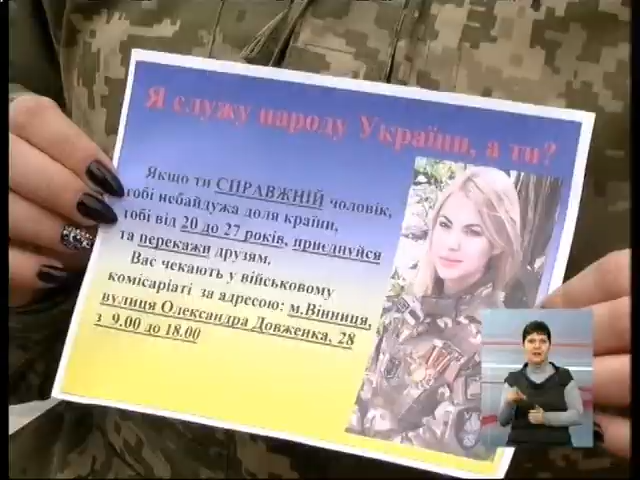 Я служу народу України, а ти?
Якщо ти СПРАВЖНІЙ чоловік,
тобі небайдужа доля країни,
тобі від 20 до 27 років, приєднуйся
та перекажи друзям,
Вас чекають у військовому
комісаріаті за адресою: м.Вінниця,
вулиця Олександра Довженка, 28
з 9.00 до 18.00